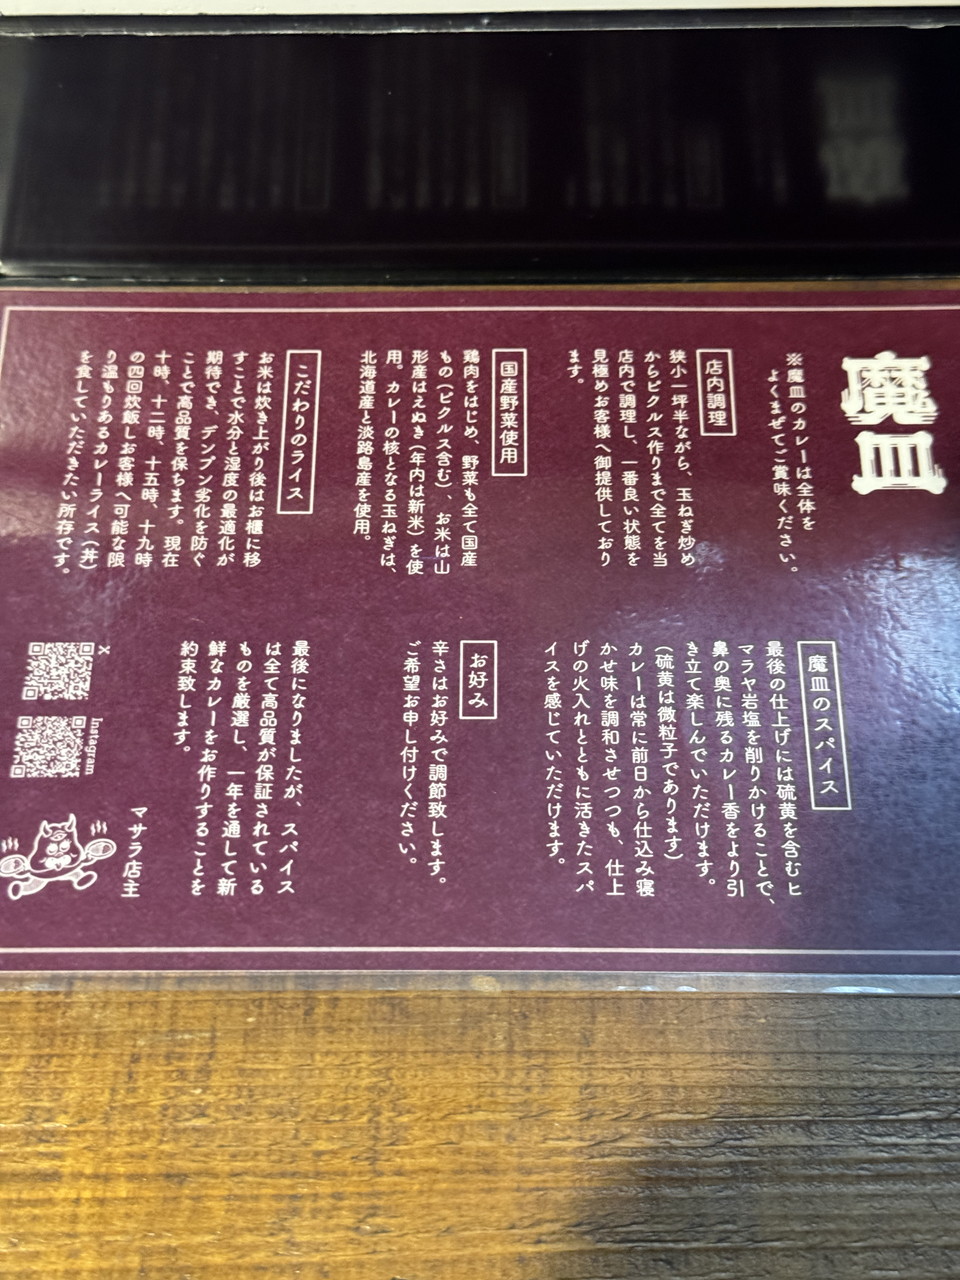 魔皿
※魔皿のカレーは全体を
よくまぜてご賞味ください。
店内調理
狭小一坪半ながら、玉ねぎ炒め
からピクルス作りまで全てを当
店内で調理し、一番良い状態を
見極めお客様へ御提供しており
ます。
国産野菜使用
鶏肉をはじめ、野菜も全て国産
もの（ピクルス含む）、お米は山
形産はえぬき（年内は新米）を使
用。カレーの核となる玉ねぎは、
北海道産と淡路島産を使用。
こだわりのライス
お米は炊き上がり後はお櫃に移
すことで水分と湿度の最適化が
期待でき、デンプン劣化を防ぐ
ことで高品質を保ちます。現在
十時、十二時、十五時、十九時
の四回炊飯しお客様へ可能な限
り温もりあるカレーライス（丼）
を食していただきたい所存です。
魔皿のスパイス
最後の仕上げには硫黄を含むヒ
マラヤ岩塩を削りかけることで、
鼻の奥に残るカレー香をより引
き立て楽しんでいただけます。
（硫黄は微粒子であります）
カレーは常に前日から仕込み寝
かせ味を調和させつつも、仕上
げの火入れとともに活きたスパ
イスを感じていただけます。
お好み
辛さはお好みで調節致します。
ご希望お申し付けください。
最後になりましたが、スパイス
は全て高品質が保証されている
ものを厳選し、一年を通して新
鮮なカレーをお作りすることを
約束致します。
マサラ店主
X
Instagram